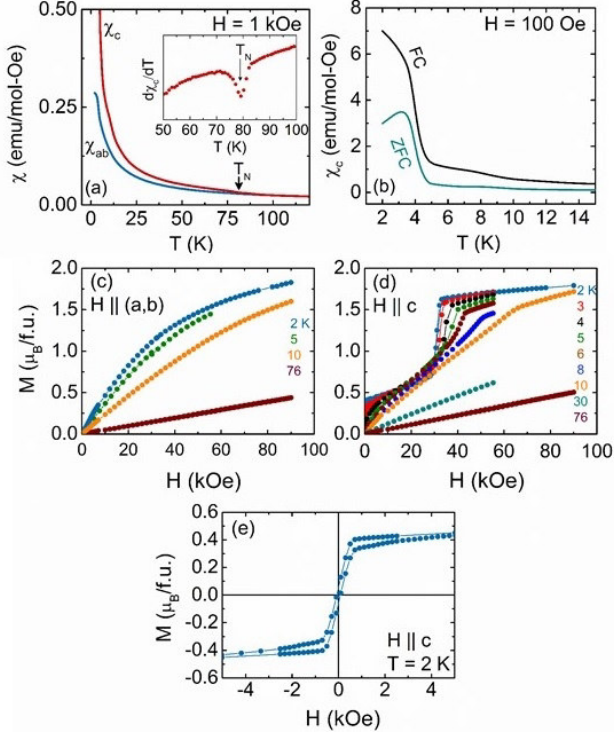 H = 1 kOe
H = 100 Oe
χc
χab
χ (emu/mol-Oe)
0.50
0.25
0.00
0 25 50 75 100
T (K)
(a)
TN
dχc/dT
TN
50 60 70 80 90 100
T (K)
χc (emu/mol-Oe)
8
6
4
2
0
2 4 6 8 10 12 14
T (K)
FC
ZFC
(b)
(c)
H || (a,b)
2 K
5
10
76
M (μB/f.u.)
2.0
1.5
1.0
0.5
0.0
0 20 40 60 80 100
H (kOe)
(d)
H || c
2 K
3
4
5
6
8
10
30
76
2.0
1.5
1.0
0.5
0.0
0 20 40 60 80 100
H (kOe)
(e)
M (μB/f.u.)
0.6
0.4
0.2
0.0
-0.2
-0.4
-0.6
-4 -2 0 2 4
H (kOe)
H || c
T = 2 K